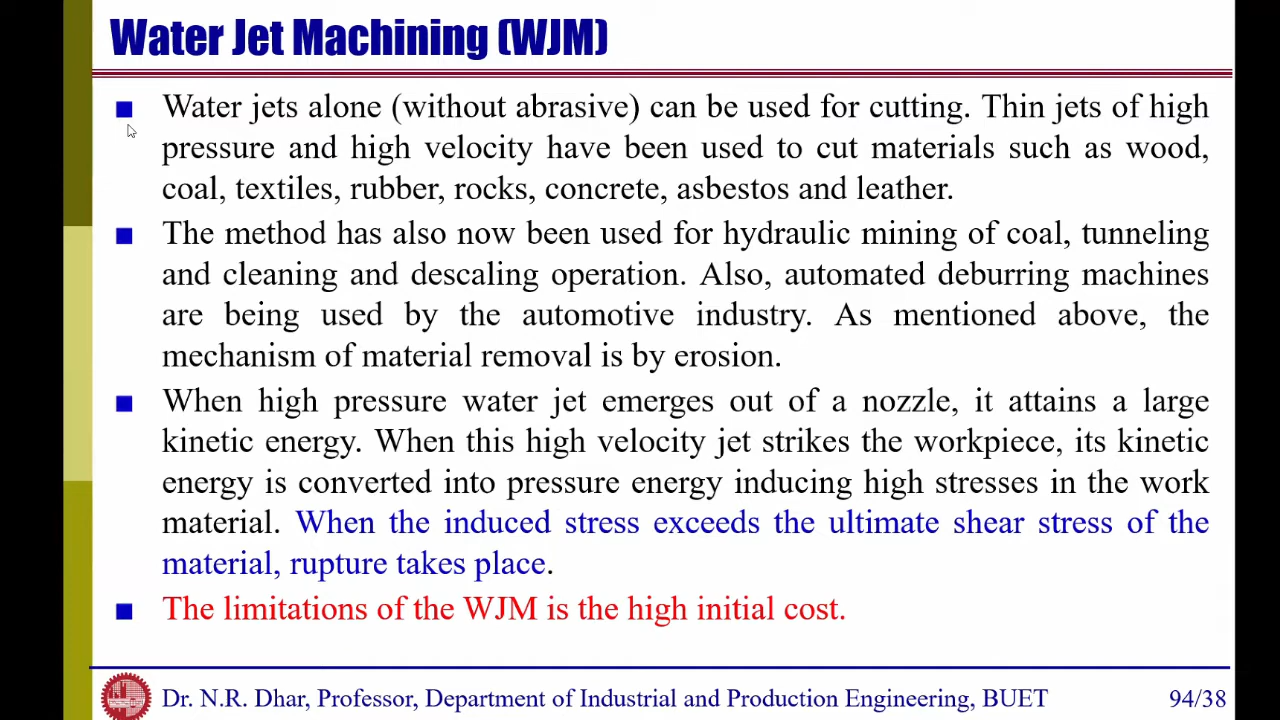 Water Jet Machining (WJM)
Water jets alone (without abrasive) can be used for cutting. Thin jets of high
pressure and high velocity have been used to cut materials such as wood,
coal, textiles, rubber, rocks, concrete, asbestos and leather.
The method has also now been used for hydraulic mining of coal, tunneling
and cleaning and descaling operation. Also, automated deburring machines
are being used by the automotive industry. As mentioned above, the
mechanism of material removal is by erosion.
When high pressure water jet emerges out of a nozzle, it attains a large
kinetic energy. When this high velocity jet strikes the workpiece, its kinetic
energy is converted into pressure energy inducing high stresses in the work
material. When the induced stress exceeds the ultimate shear stress of the
material, rupture takes place.
The limitations of the WJM is the high initial cost.
Dr. N.R. Dhar, Professor, Department of Industrial and Production Engineering, BUET
94/38